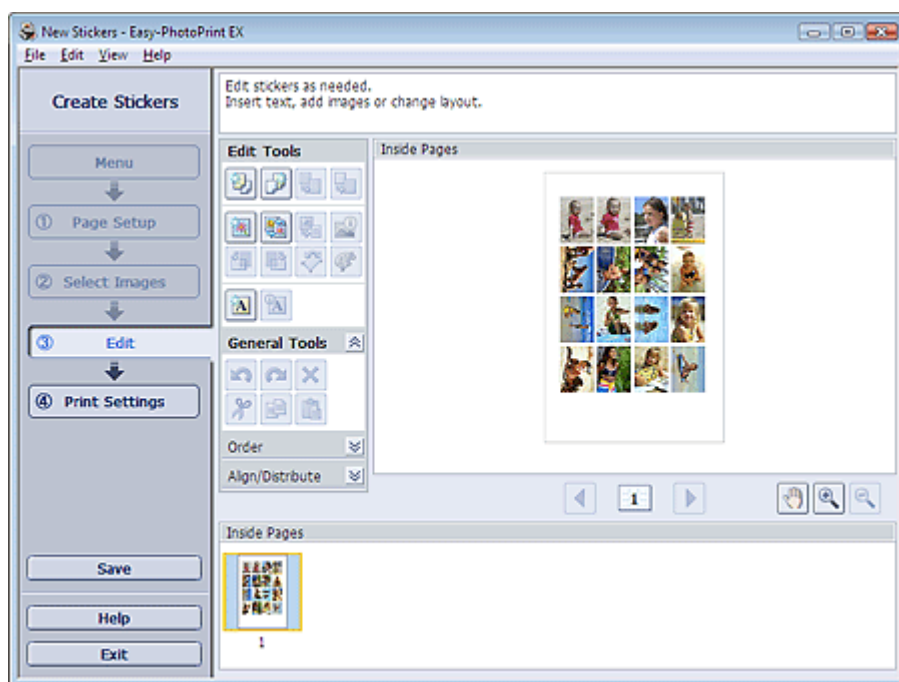 New Stickers - Easy-PhotoPrint EX
File Edit View Help
Create Stickers
Edit stickers as needed.
Insert text, add images or change layout.
Menu
① Page Setup
② Select Images
③ Edit
④ Print Settings
Save
Help
Exit
Edit Tools
A A
General Tools
Order
Align/Distribute
Inside Pages
1
Inside Pages
1